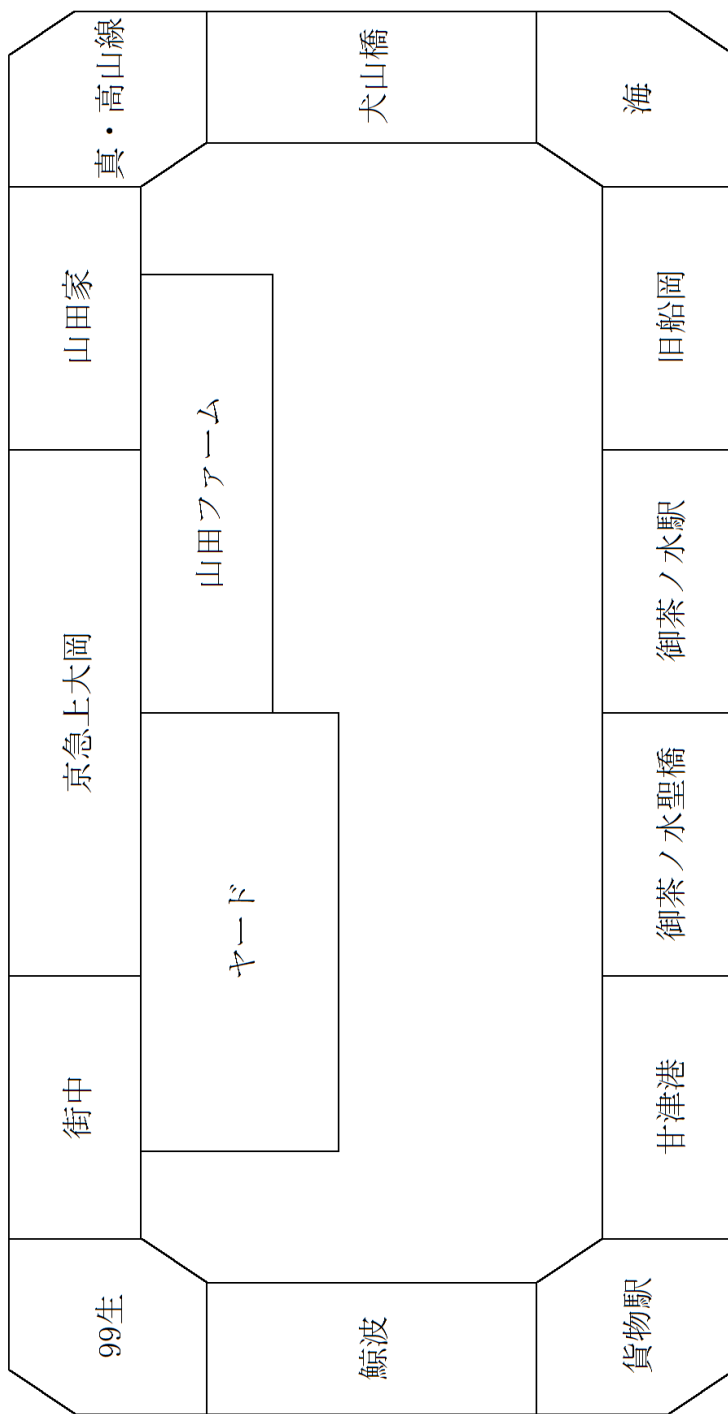 真・高山線
犬山橋
海
山田家
旧船岡
山田ファーム
京急上大岡
御茶ノ水駅
ヤード
御茶ノ水聖橋
街中
甘津港
99生
鯨波
貨物駅